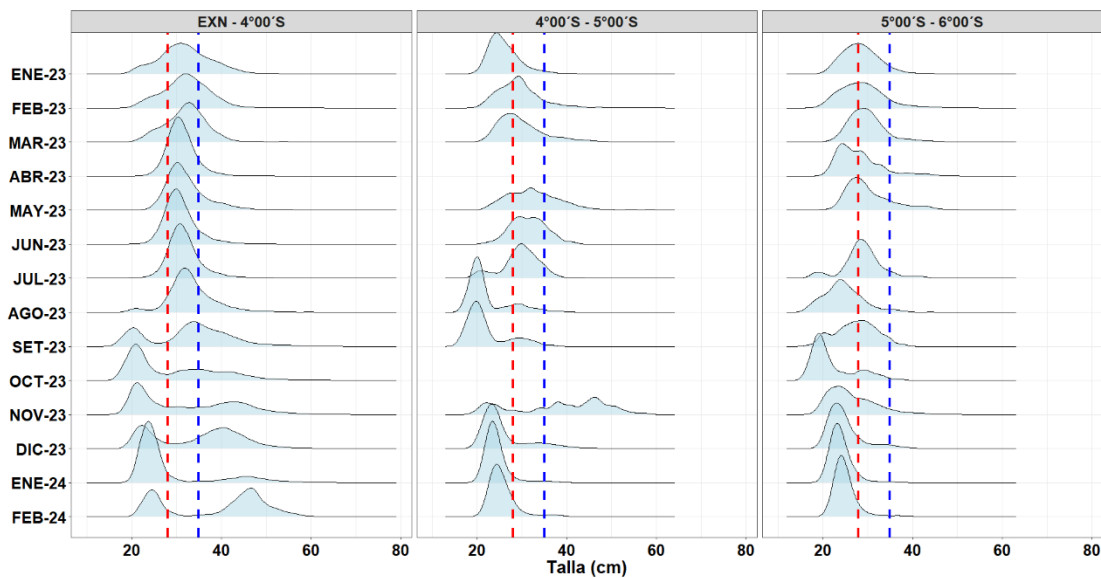 EXN - 4°00´S 4°00´S - 5°00´S 5°00´S - 6°00´S
ENE-23
FEB-23
MAR-23
ABR-23
MAY-23
JUN-23
JUL-23
AGO-23
SET-23
OCT-23
NOV-23
DIC-23
ENE-24
FEB-24
20 40 60 80 20 40 60 80 20 40 60 80
Talla (cm)